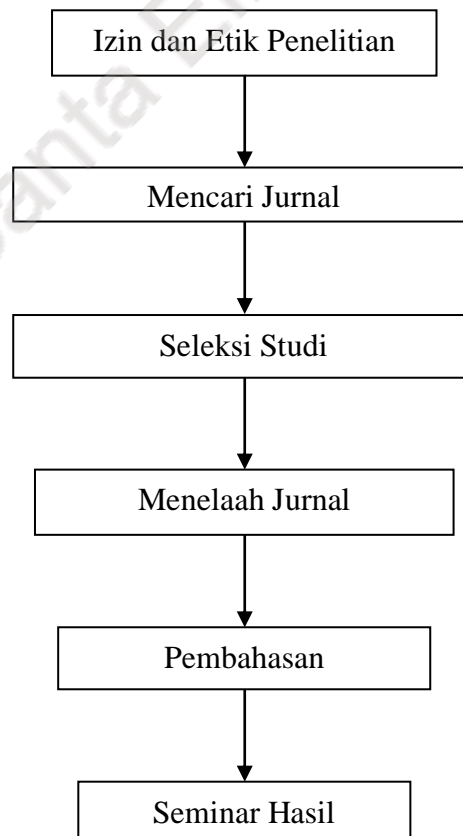 Izin dan Etik Penelitian
Mencari Jurnal
Seleksi Studi
Menelaah Jurnal
Pembahasan
Seminar Hasil